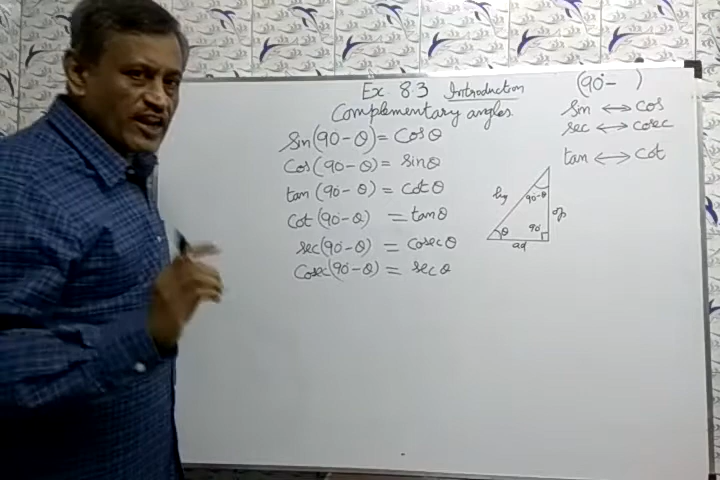 Ex 8.3 Introduction
Complementary angles
sin(90°-θ) = Cosθ
Cos(90°-θ) = sinθ
tan(90°-θ) = Cotθ
Cot(90°-θ) = tanθ
sec(90°-θ) = Cosecθ
Cosec(90°-θ) = secθ
(90°- )
sin ↔ cos
sec ↔ cosec
tan ↔ Cot
hy
90-θ
op
θ
90°
ad